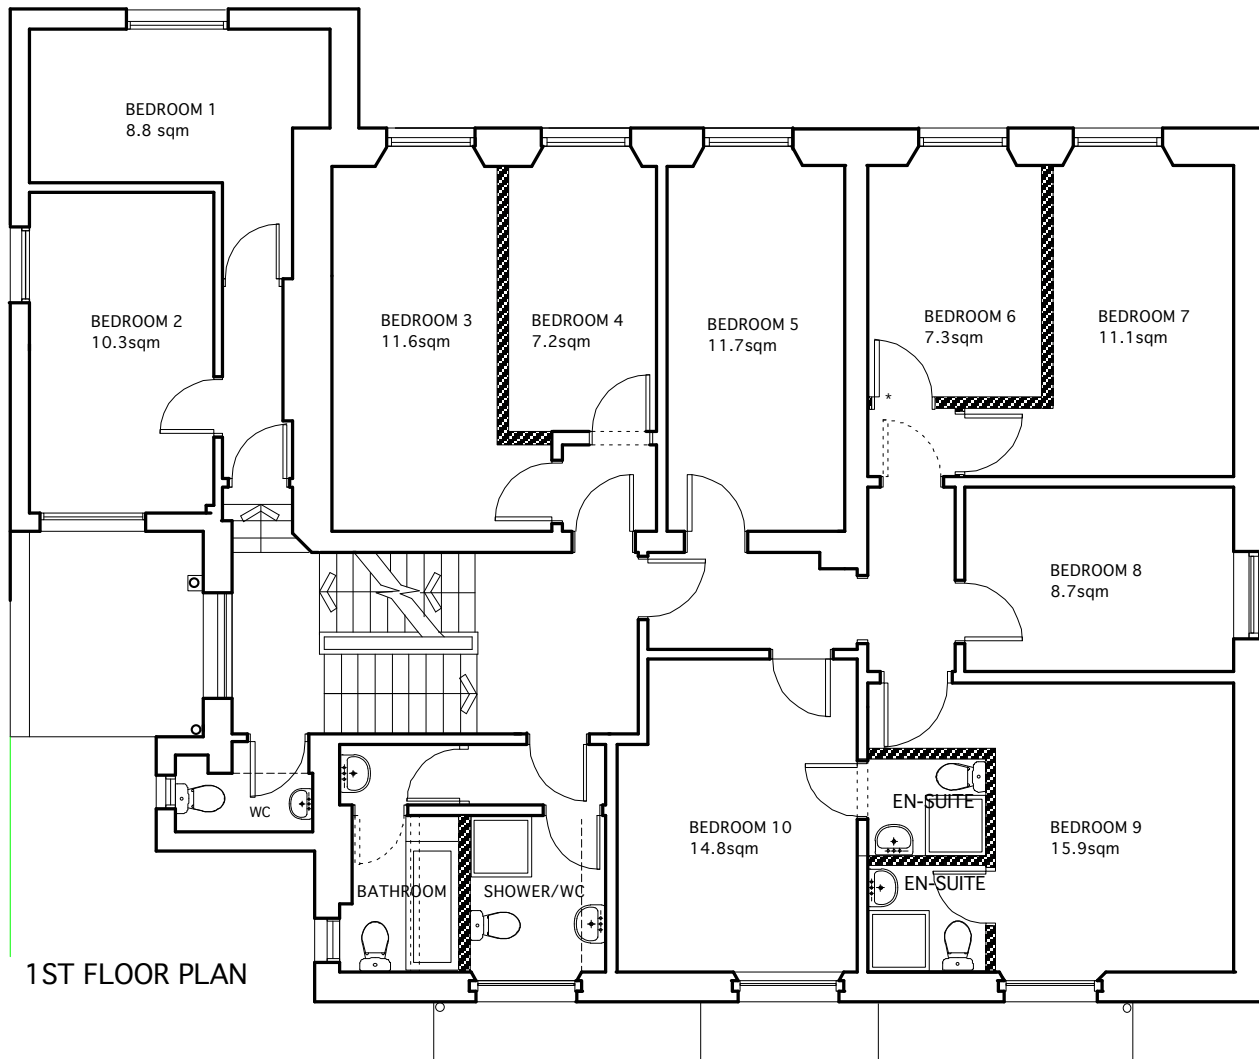 BEDROOM 1
8.8 sqm
BEDROOM 2
10.3sqm
BEDROOM 3
11.6sqm
BEDROOM 4
7.2sqm
BEDROOM 5
11.7sqm
BEDROOM 6
7.3sqm
BEDROOM 7
11.1sqm
*
BEDROOM 8
8.7sqm
WC
BATHROOM
SHOWER/WC
BEDROOM 10
14.8sqm
EN-SUITE
EN-SUITE
BEDROOM 9
15.9sqm
1ST FLOOR PLAN